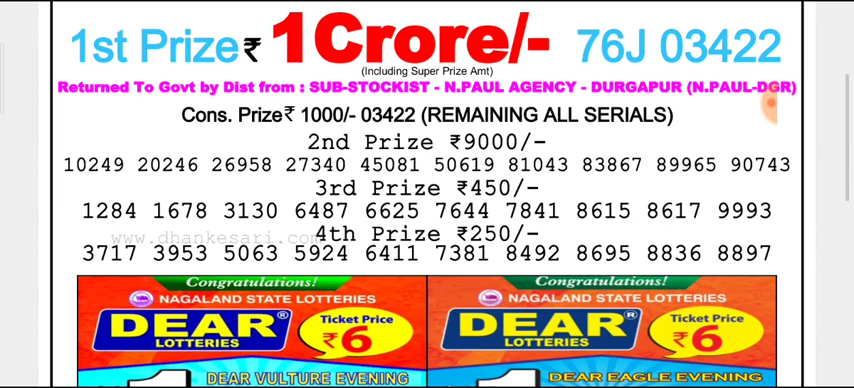 1st Prize ₹ 1Crore/- 76J 03422
(Including Super Prize Amt)
Returned To Govt by Dist from : SUB-STOCKIST - N.PAUL AGENCY - DURGAPUR (N.PAUL-DGR)
Cons. Prize₹ 1000/- 03422 (REMAINING ALL SERIALS)
2nd Prize ₹9000/-
10249 20246 26958 27340 45081 50619 81043 83867 89965 90743
3rd Prize ₹450/-
1284 1678 3130 6487 6625 7644 7841 8615 8617 9993
www.dhankesari.com
4th Prize ₹250/-
3717 3953 5063 5924 6411 7381 8492 8695 8836 8897
Congratulations!
NAGALAND STATE LOTTERIES
DEAR®
LOTTERIES
Ticket Price
₹6
1 DEAR VULTURE EVENING
Congratulations!
NAGALAND STATE LOTTERIES
DEAR®
LOTTERIES
Ticket Price
₹6
1 DEAR EAGLE EVENING